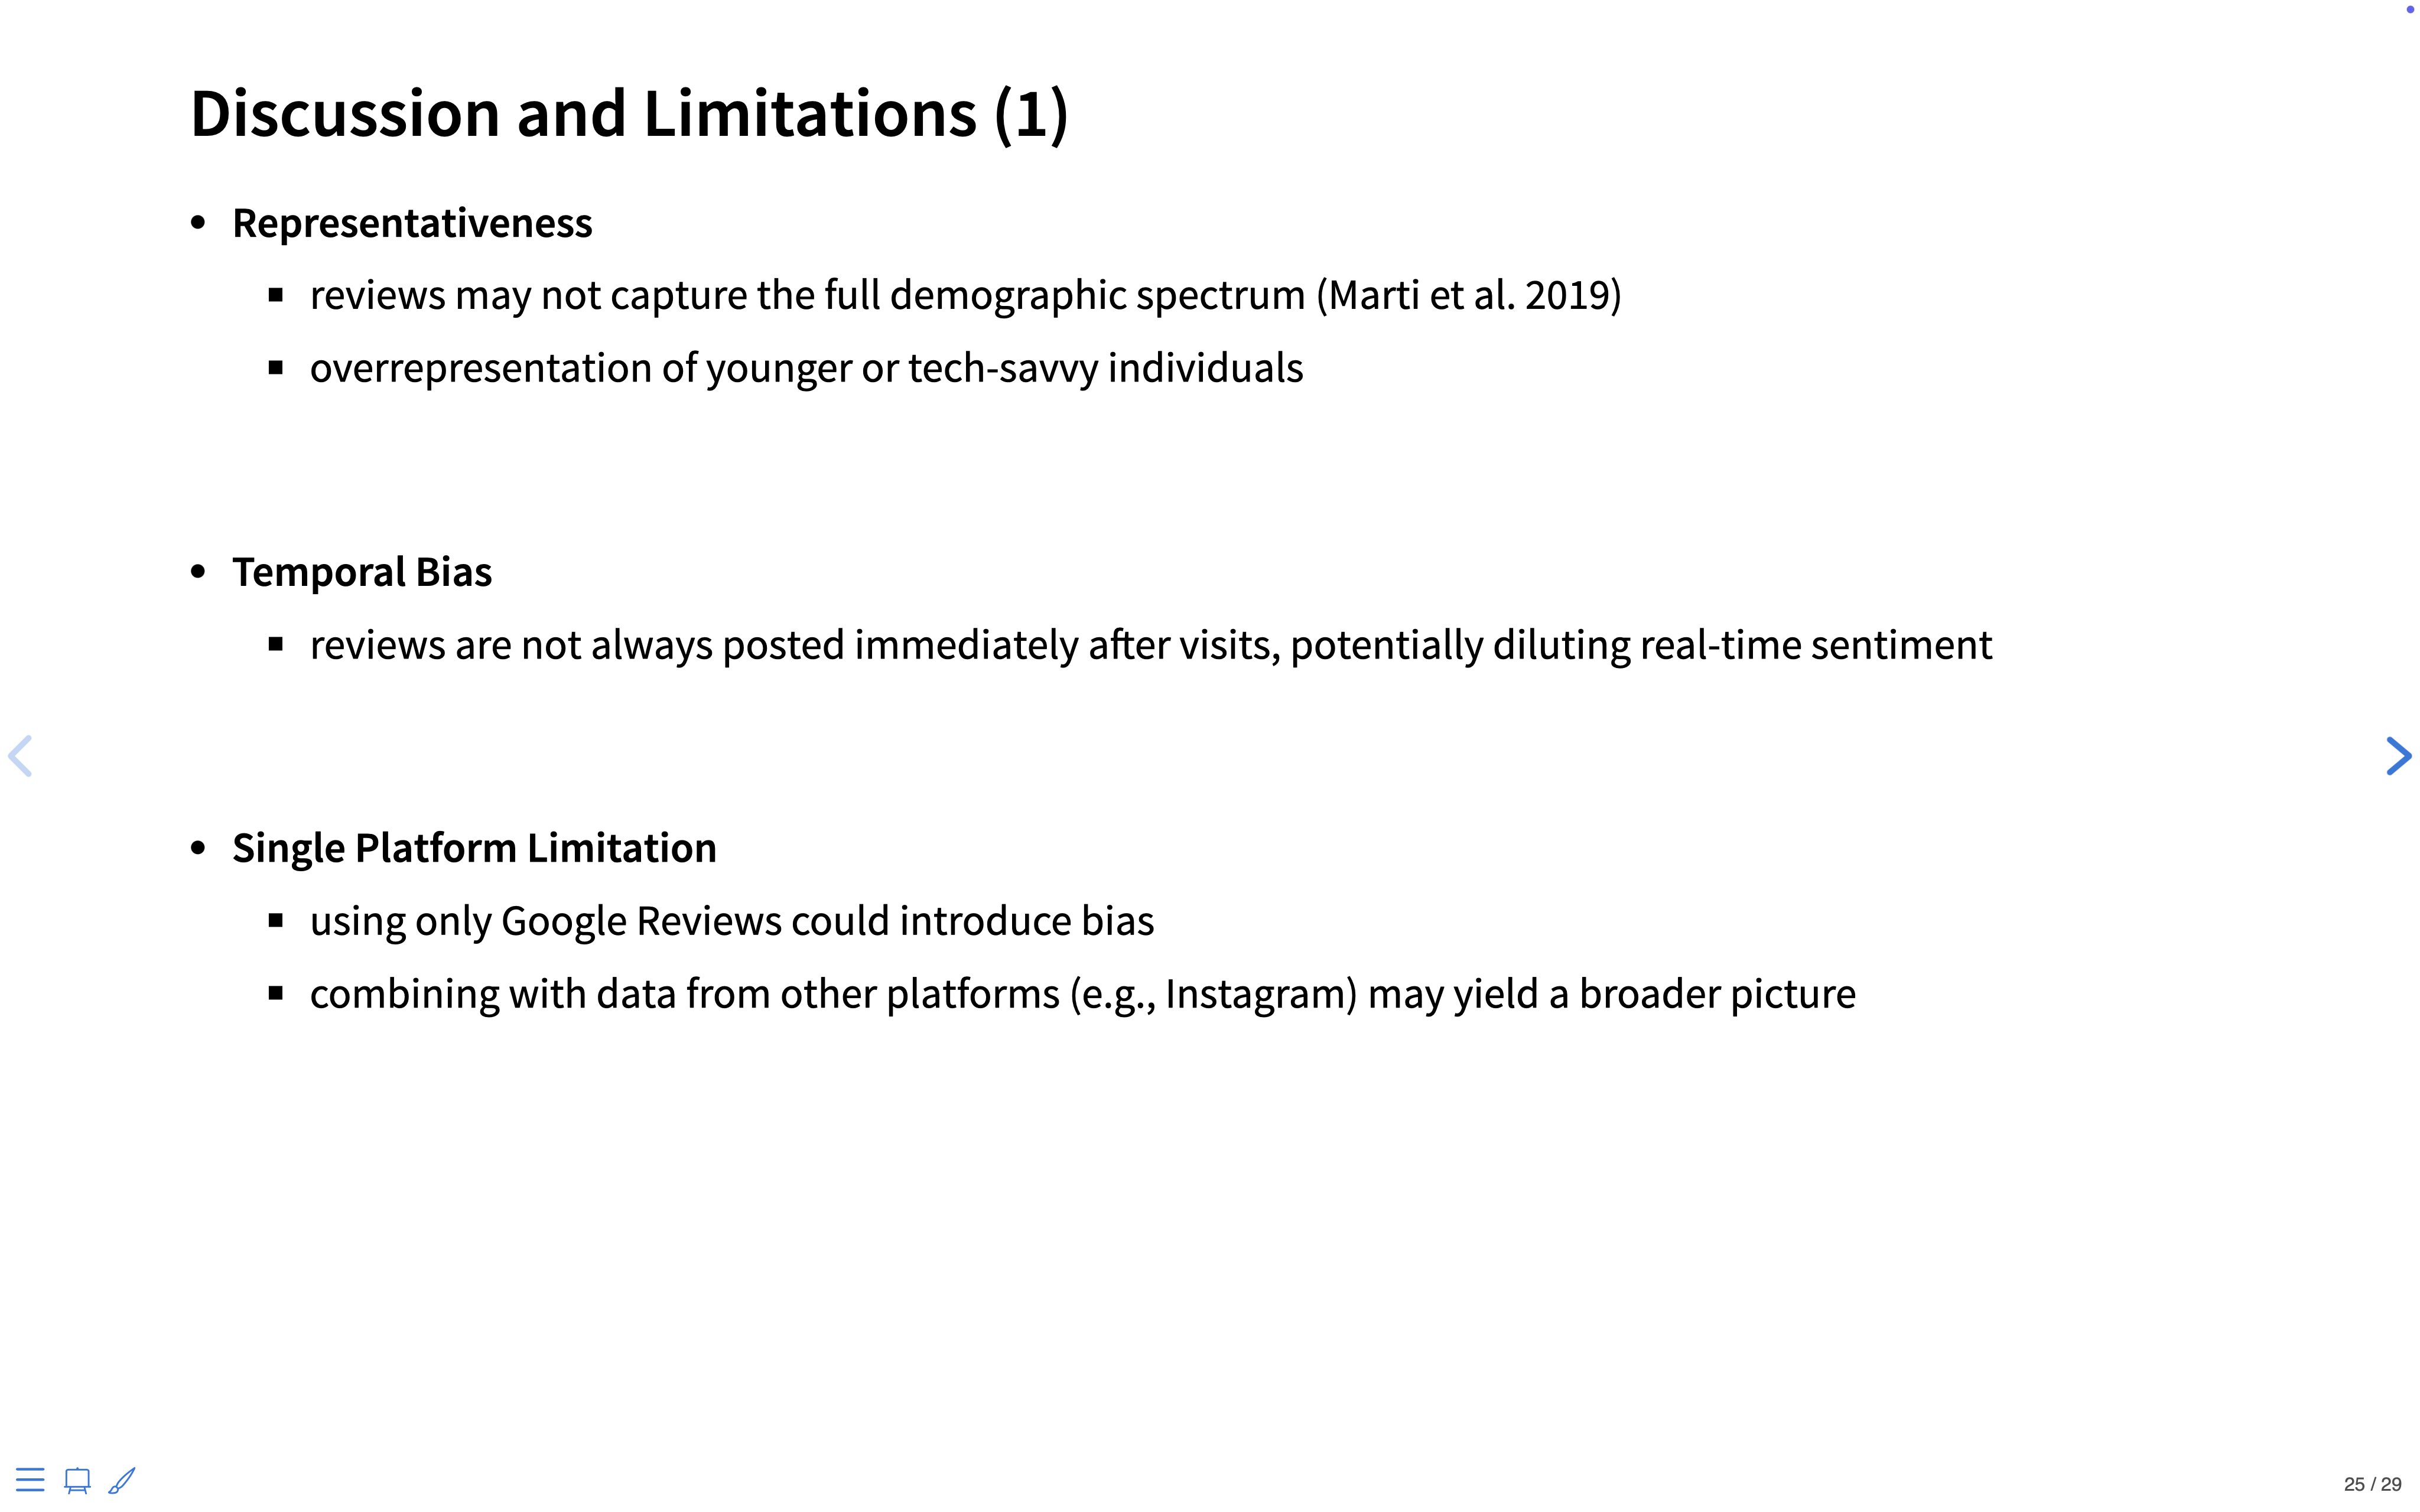 Discussion and Limitations (1)
• Representativeness
▪ reviews may not capture the full demographic spectrum (Marti et al. 2019)
▪ overrepresentation of younger or tech-savvy individuals
• Temporal Bias
▪ reviews are not always posted immediately after visits, potentially diluting real-time sentiment
• Single Platform Limitation
▪ using only Google Reviews could introduce bias
▪ combining with data from other platforms (e.g., Instagram) may yield a broader picture
25 / 29